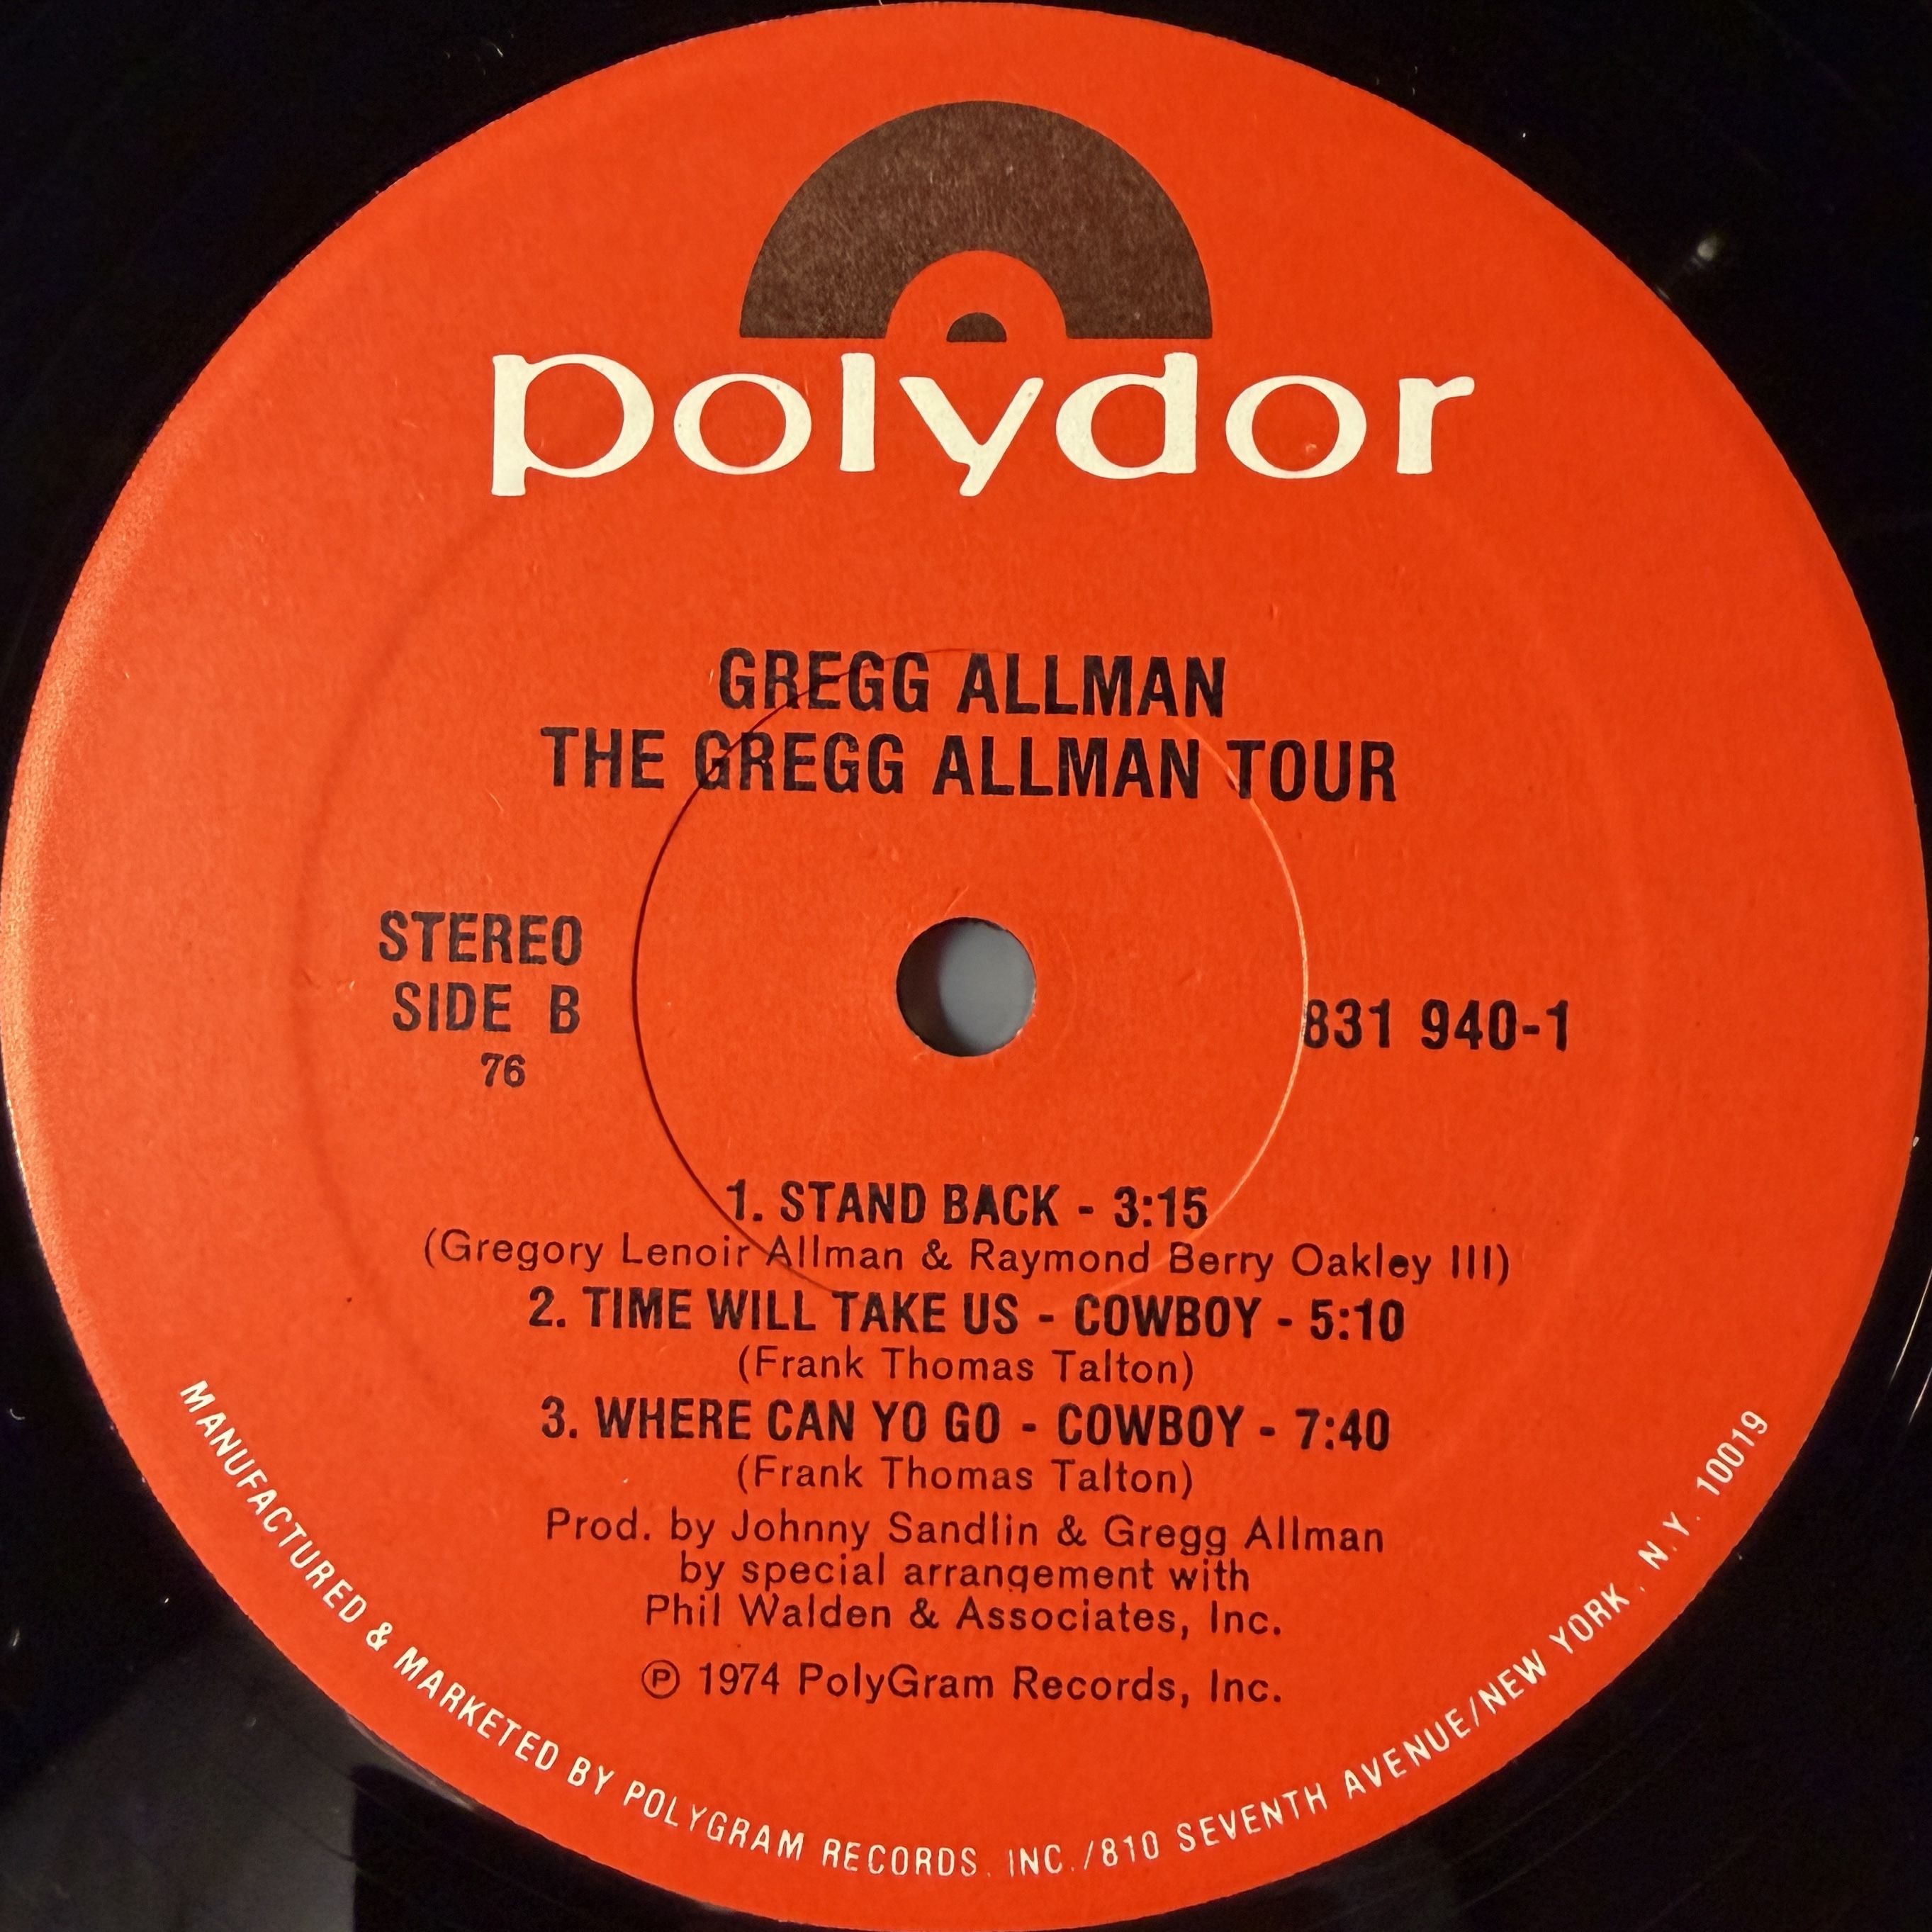 polydor
GREGG ALLMAN
THE GREGG ALLMAN TOUR
STEREO
SIDE B
76
831 940-1
1. STAND BACK - 3:15
(Gregory Lenoir Allman & Raymond Berry Oakley III)
2. TIME WILL TAKE US - COWBOY - 5:10
(Frank Thomas Talton)
3. WHERE CAN YO GO - COWBOY - 7:40
(Frank Thomas Talton)
Prod. by Johnny Sandlin & Gregg Allman
by special arrangement with
Phil Walden & Associates, Inc.
℗ 1974 PolyGram Records, Inc.
MANUFACTURED & MARKETED BY POLYGRAM RECORDS, INC./810 SEVENTH AVENUE/NEW YORK, N.Y. 10019